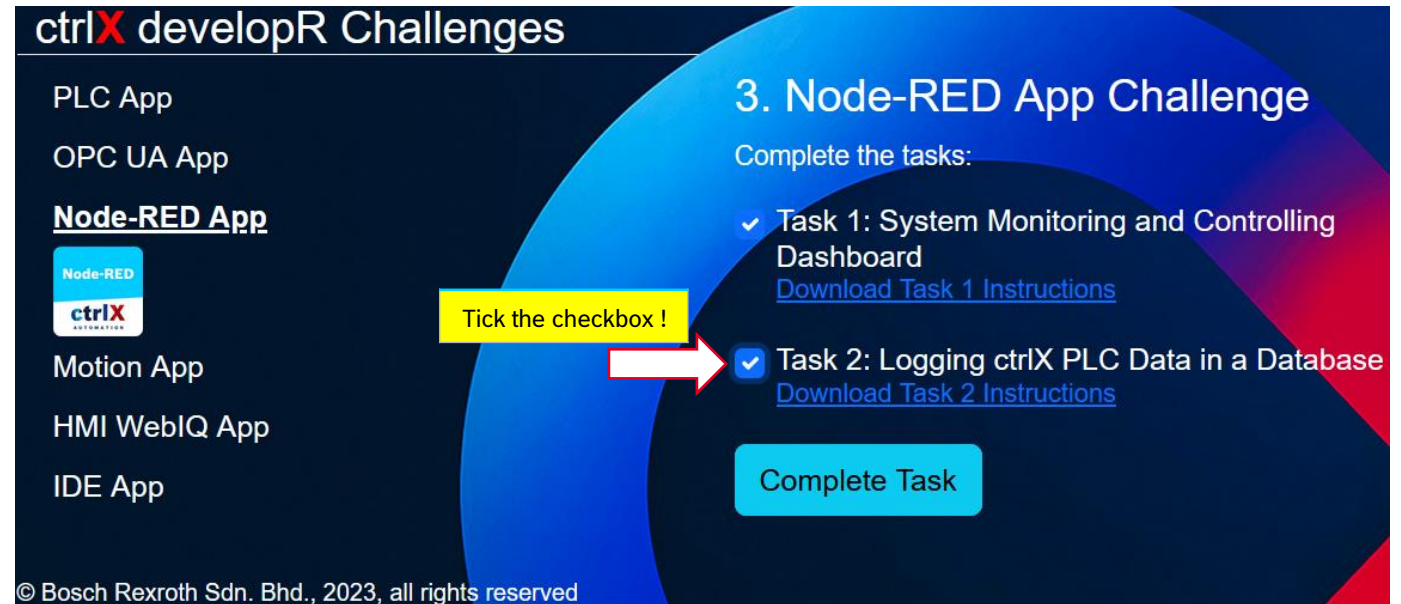 ctrlX developR Challenges
PLC App
OPC UA App
Node-RED App
Node-RED
ctrlX
AUTOMATION
Motion App
HMI WebIQ App
IDE App
© Bosch Rexroth Sdn. Bhd., 2023, all rights reserved
3. Node-RED App Challenge
Complete the tasks:
Task 1: System Monitoring and Controlling
Dashboard
Download Task 1 Instructions
Tick the checkbox !
Task 2: Logging ctrlX PLC Data in a Database
Download Task 2 Instructions
Complete Task